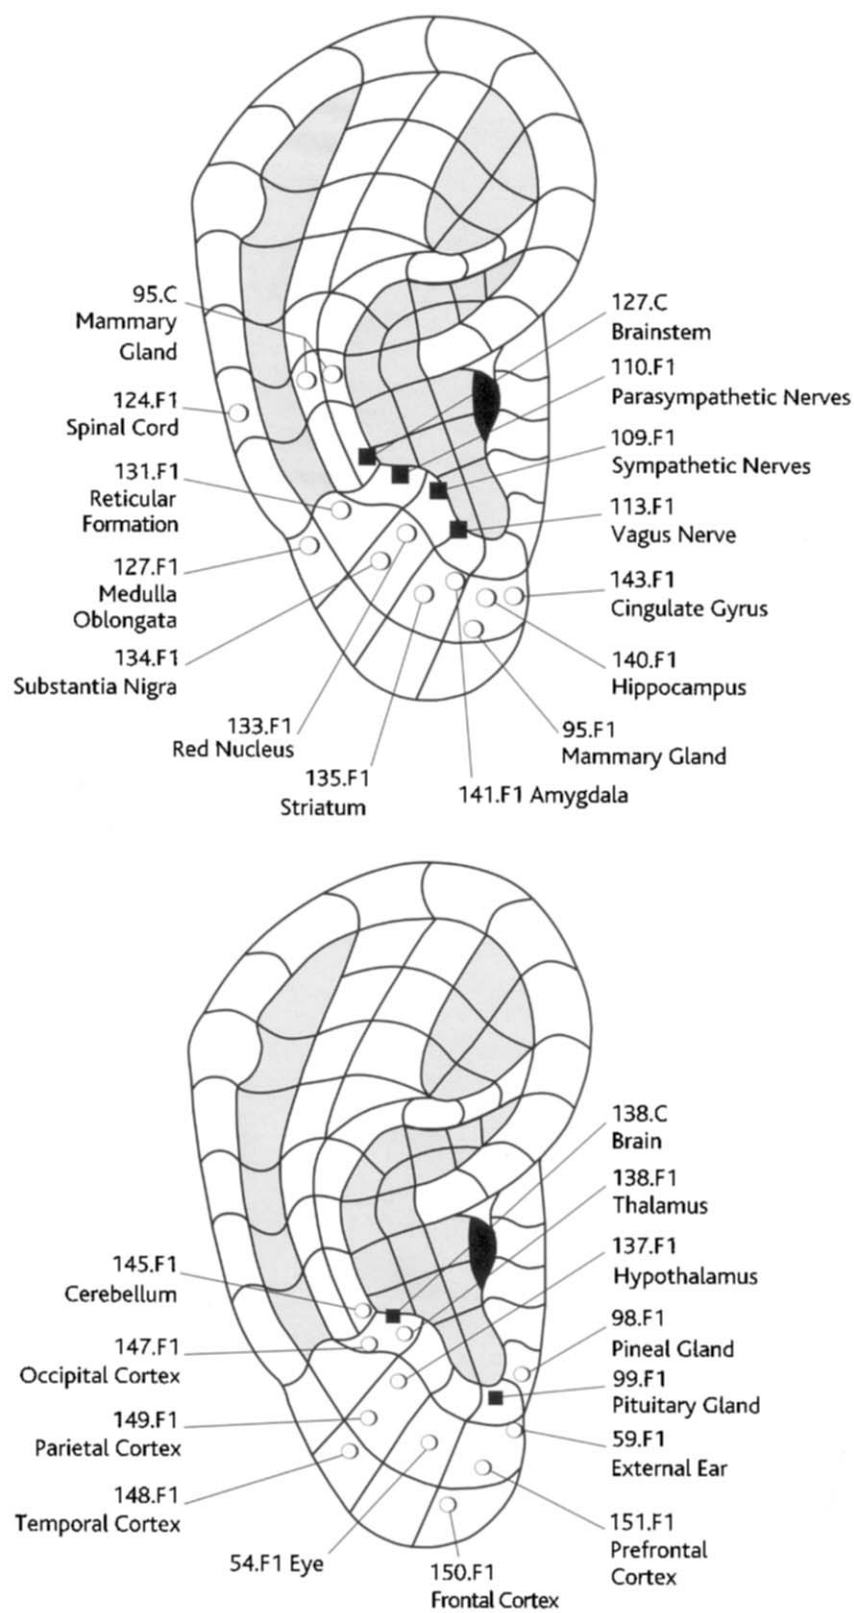 95.C
Mammary
Gland
124.F1
Spinal Cord
131.F1
Reticular
Formation
127.F1
Medulla
Oblongata
134.F1
Substantia Nigra
133.F1
Red Nucleus
135.F1
Striatum
141.F1 Amygdala
127.C
Brainstem
110.F1
Parasympathetic Nerves
109.F1
Sympathetic Nerves
113.F1
Vagus Nerve
143.F1
Cingulate Gyrus
140.F1
Hippocampus
95.F1
Mammary Gland
145.F1
Cerebellum
147.F1
Occipital Cortex
149.F1
Parietal Cortex
148.F1
Temporal Cortex
54.F1 Eye
150.F1
Frontal Cortex
138.C
Brain
138.F1
Thalamus
137.F1
Hypothalamus
98.F1
Pineal Gland
99.F1
Pituitary Gland
59.F1
External Ear
151.F1
Prefrontal
Cortex